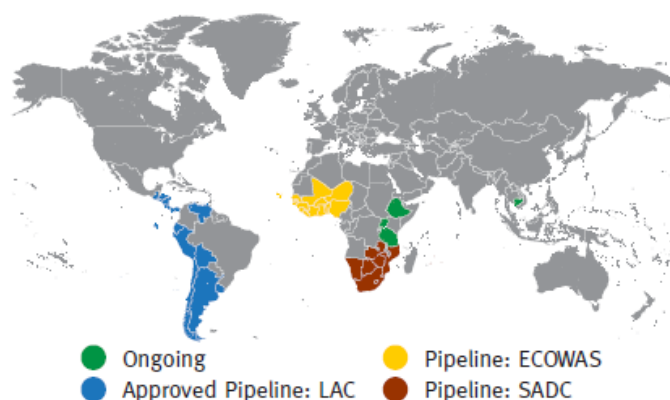 Ongoing
Pipeline: ECOWAS
Approved Pipeline: LAC
Pipeline: SADC